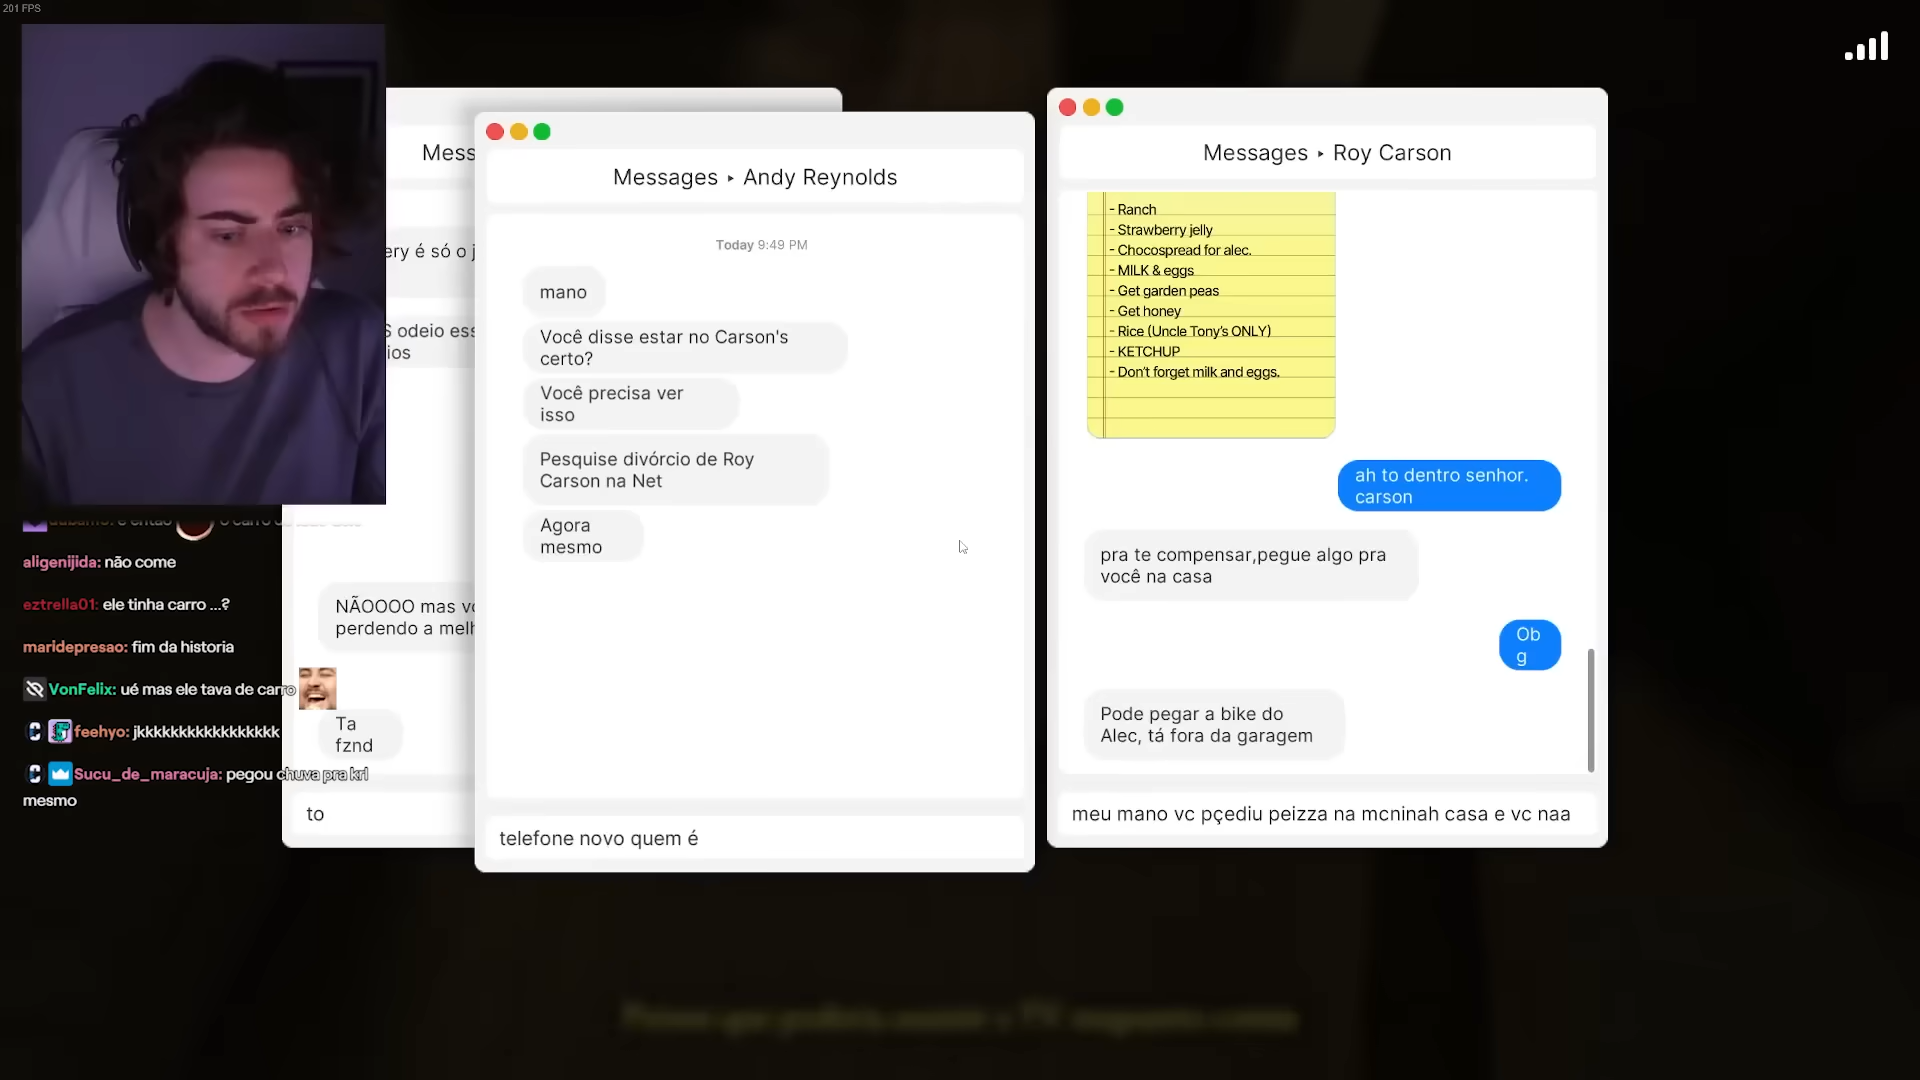 201 FPS
Mess
ery é só o j
S odeio ess
ios
NÃOOOO mas vo
perdendo a melh
Ta
fznd
to
Messages ▸ Andy Reynolds
Today 9:49 PM
mano
Você disse estar no Carson's
certo?
Você precisa ver
isso
Pesquise divórcio de Roy
Carson na Net
Agora
mesmo
telefone novo quem é
Messages ▸ Roy Carson
- Ranch
- Strawberry jelly
- Chocospread for alec.
- MILK & eggs
- Get garden peas
- Get honey
- Rice (Uncle Tony's ONLY)
- KETCHUP
- Don't forget milk and eggs.
ah to dentro senhor.
carson
pra te compensar,pegue algo pra
você na casa
Ob
g
Pode pegar a bike do
Alec, tá fora da garagem
meu mano vc pçediu peizza na mcninah casa e vc naa
aligenijida: não come
eztrella01: ele tinha carro ...?
maridepresao: fim da historia
VonFelix: ué mas ele tava de carro
feehyo: jkkkkkkkkkkkkkkkkk
Sucu_de_maracuja: pegou chuva pra krl
mesmo